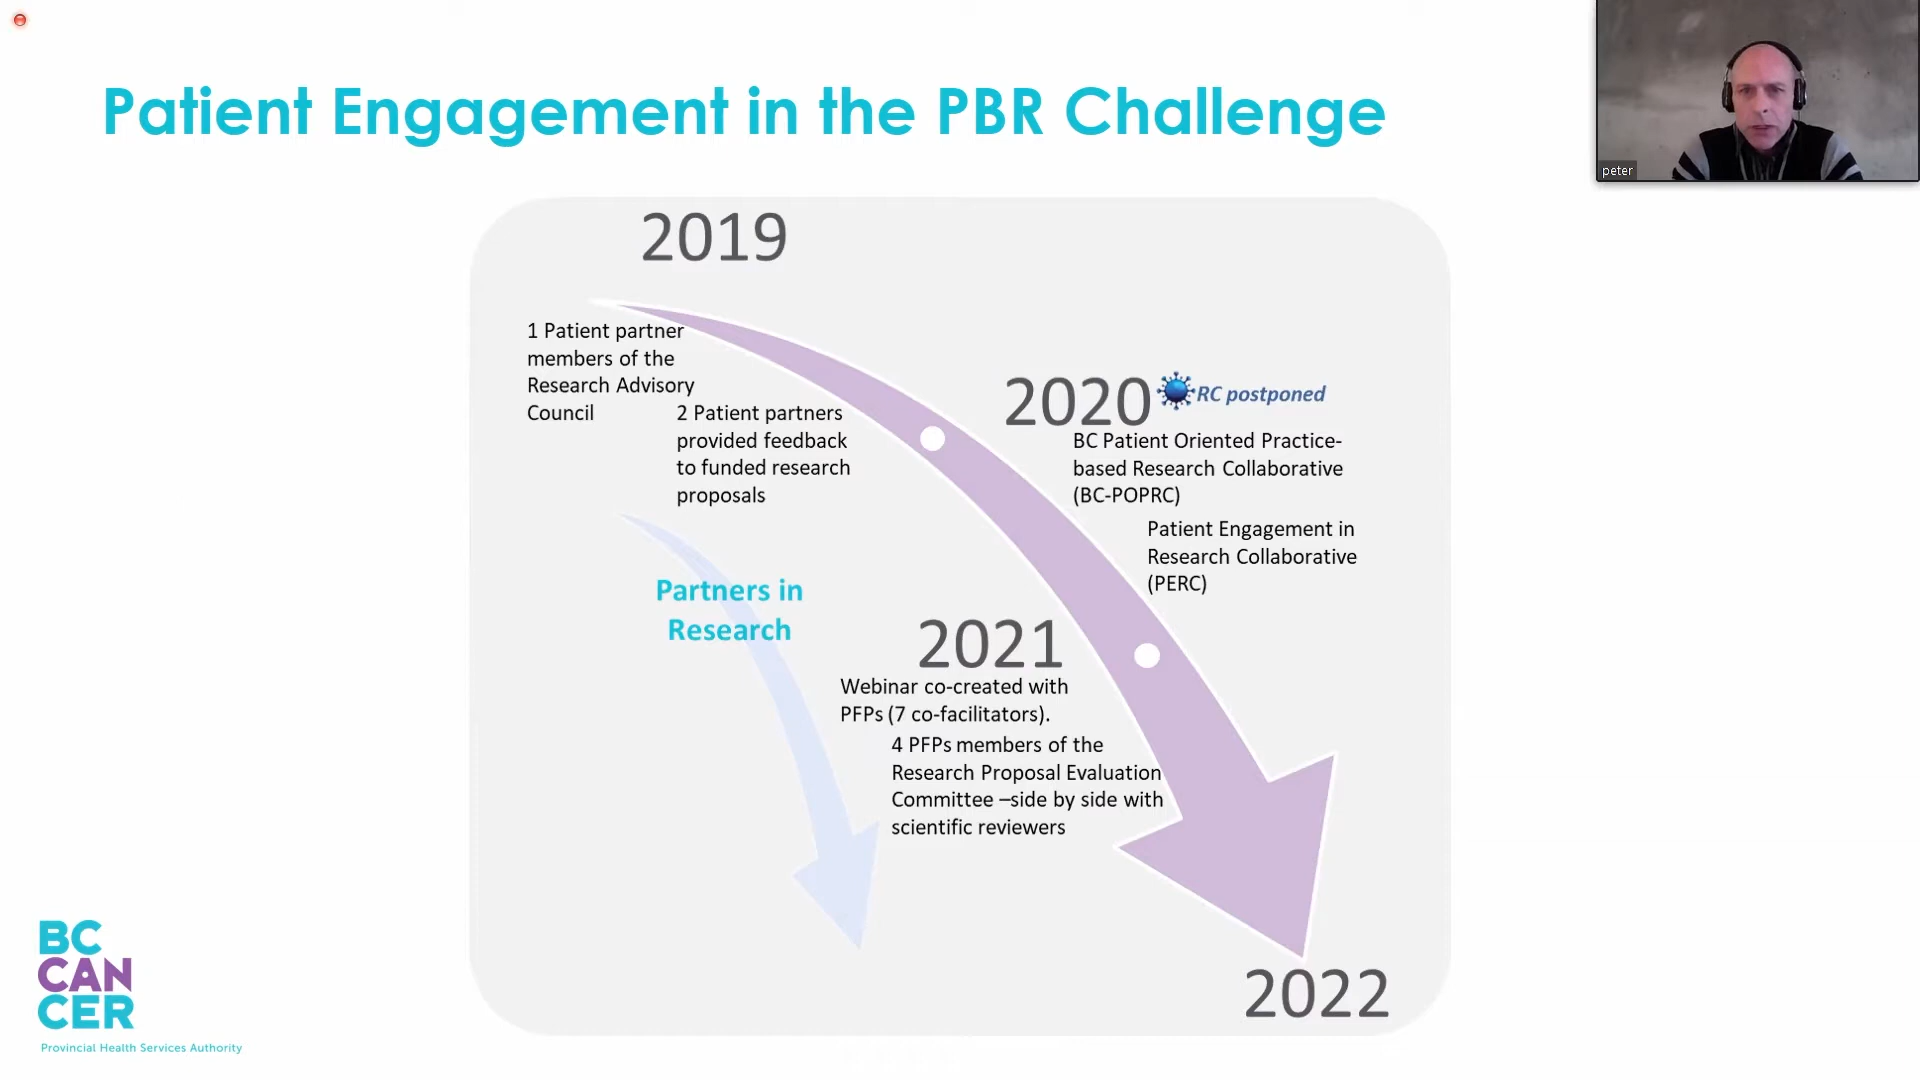 Patient Engagement in the PBR Challenge
peter
2019
1 Patient partner
members of the
Research Advisory
Council
2 Patient partners
provided feedback
to funded research
proposals
2020
RC postponed
BC Patient Oriented Practice-
based Research Collaborative
(BC-POPRC)
Patient Engagement in
Research Collaborative
(PERC)
Partners in
Research
2021
Webinar co-created with
PFPs (7 co-facilitators).
4 PFPs members of the
Research Proposal Evaluation
Committee –side by side with
scientific reviewers
2022
BC
CAN
CER
Provincial Health Services Authority